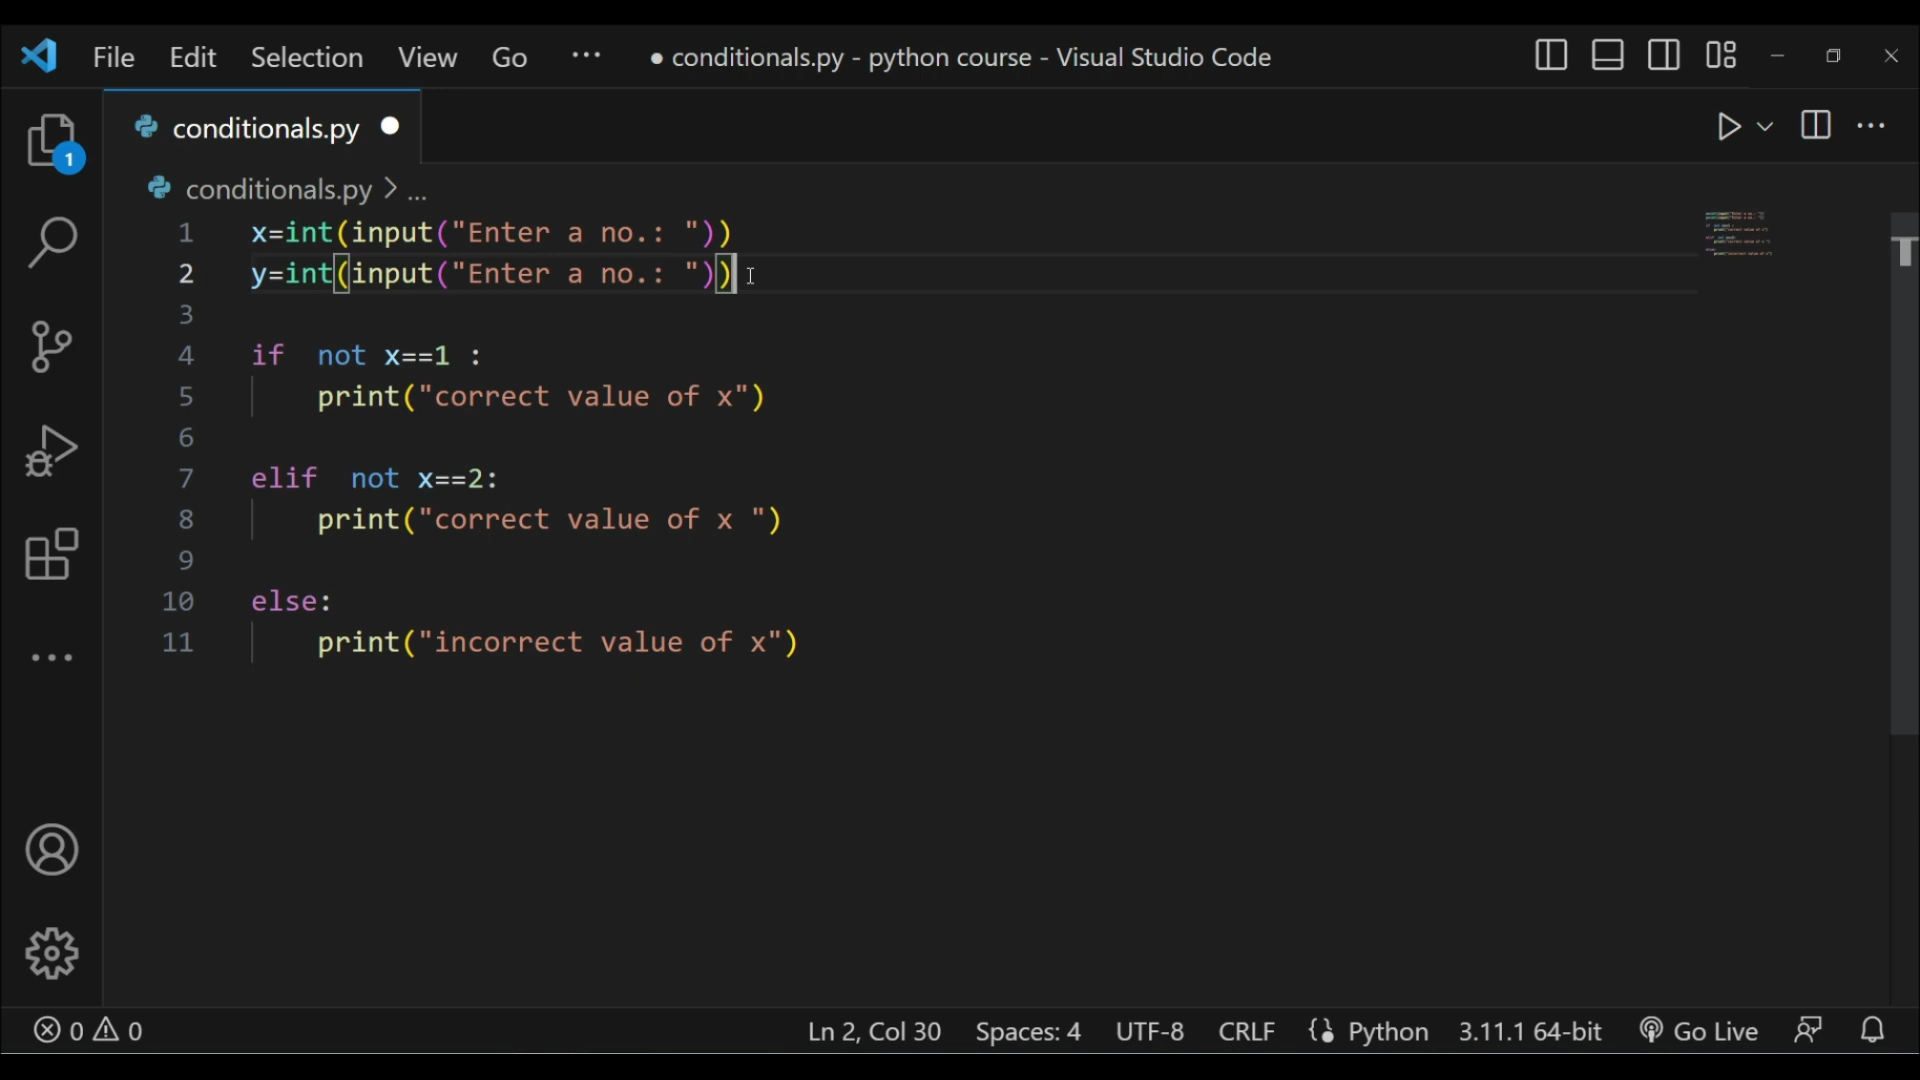 File Edit Selection View Go ··· ● conditionals.py - python course - Visual Studio Code
conditionals.py ●
1
conditionals.py > ...
1 x=int(input("Enter a no.: "))
2 y=int(input("Enter a no.: "))
3
4 if  not x==1 :
5     print("correct value of x")
6
7 elif  not x==2:
8     print("correct value of x ")
9
10 else:
11     print("incorrect value of x")
0 0 Ln 2, Col 30 Spaces: 4 UTF-8 CRLF Python 3.11.1 64-bit Go Live